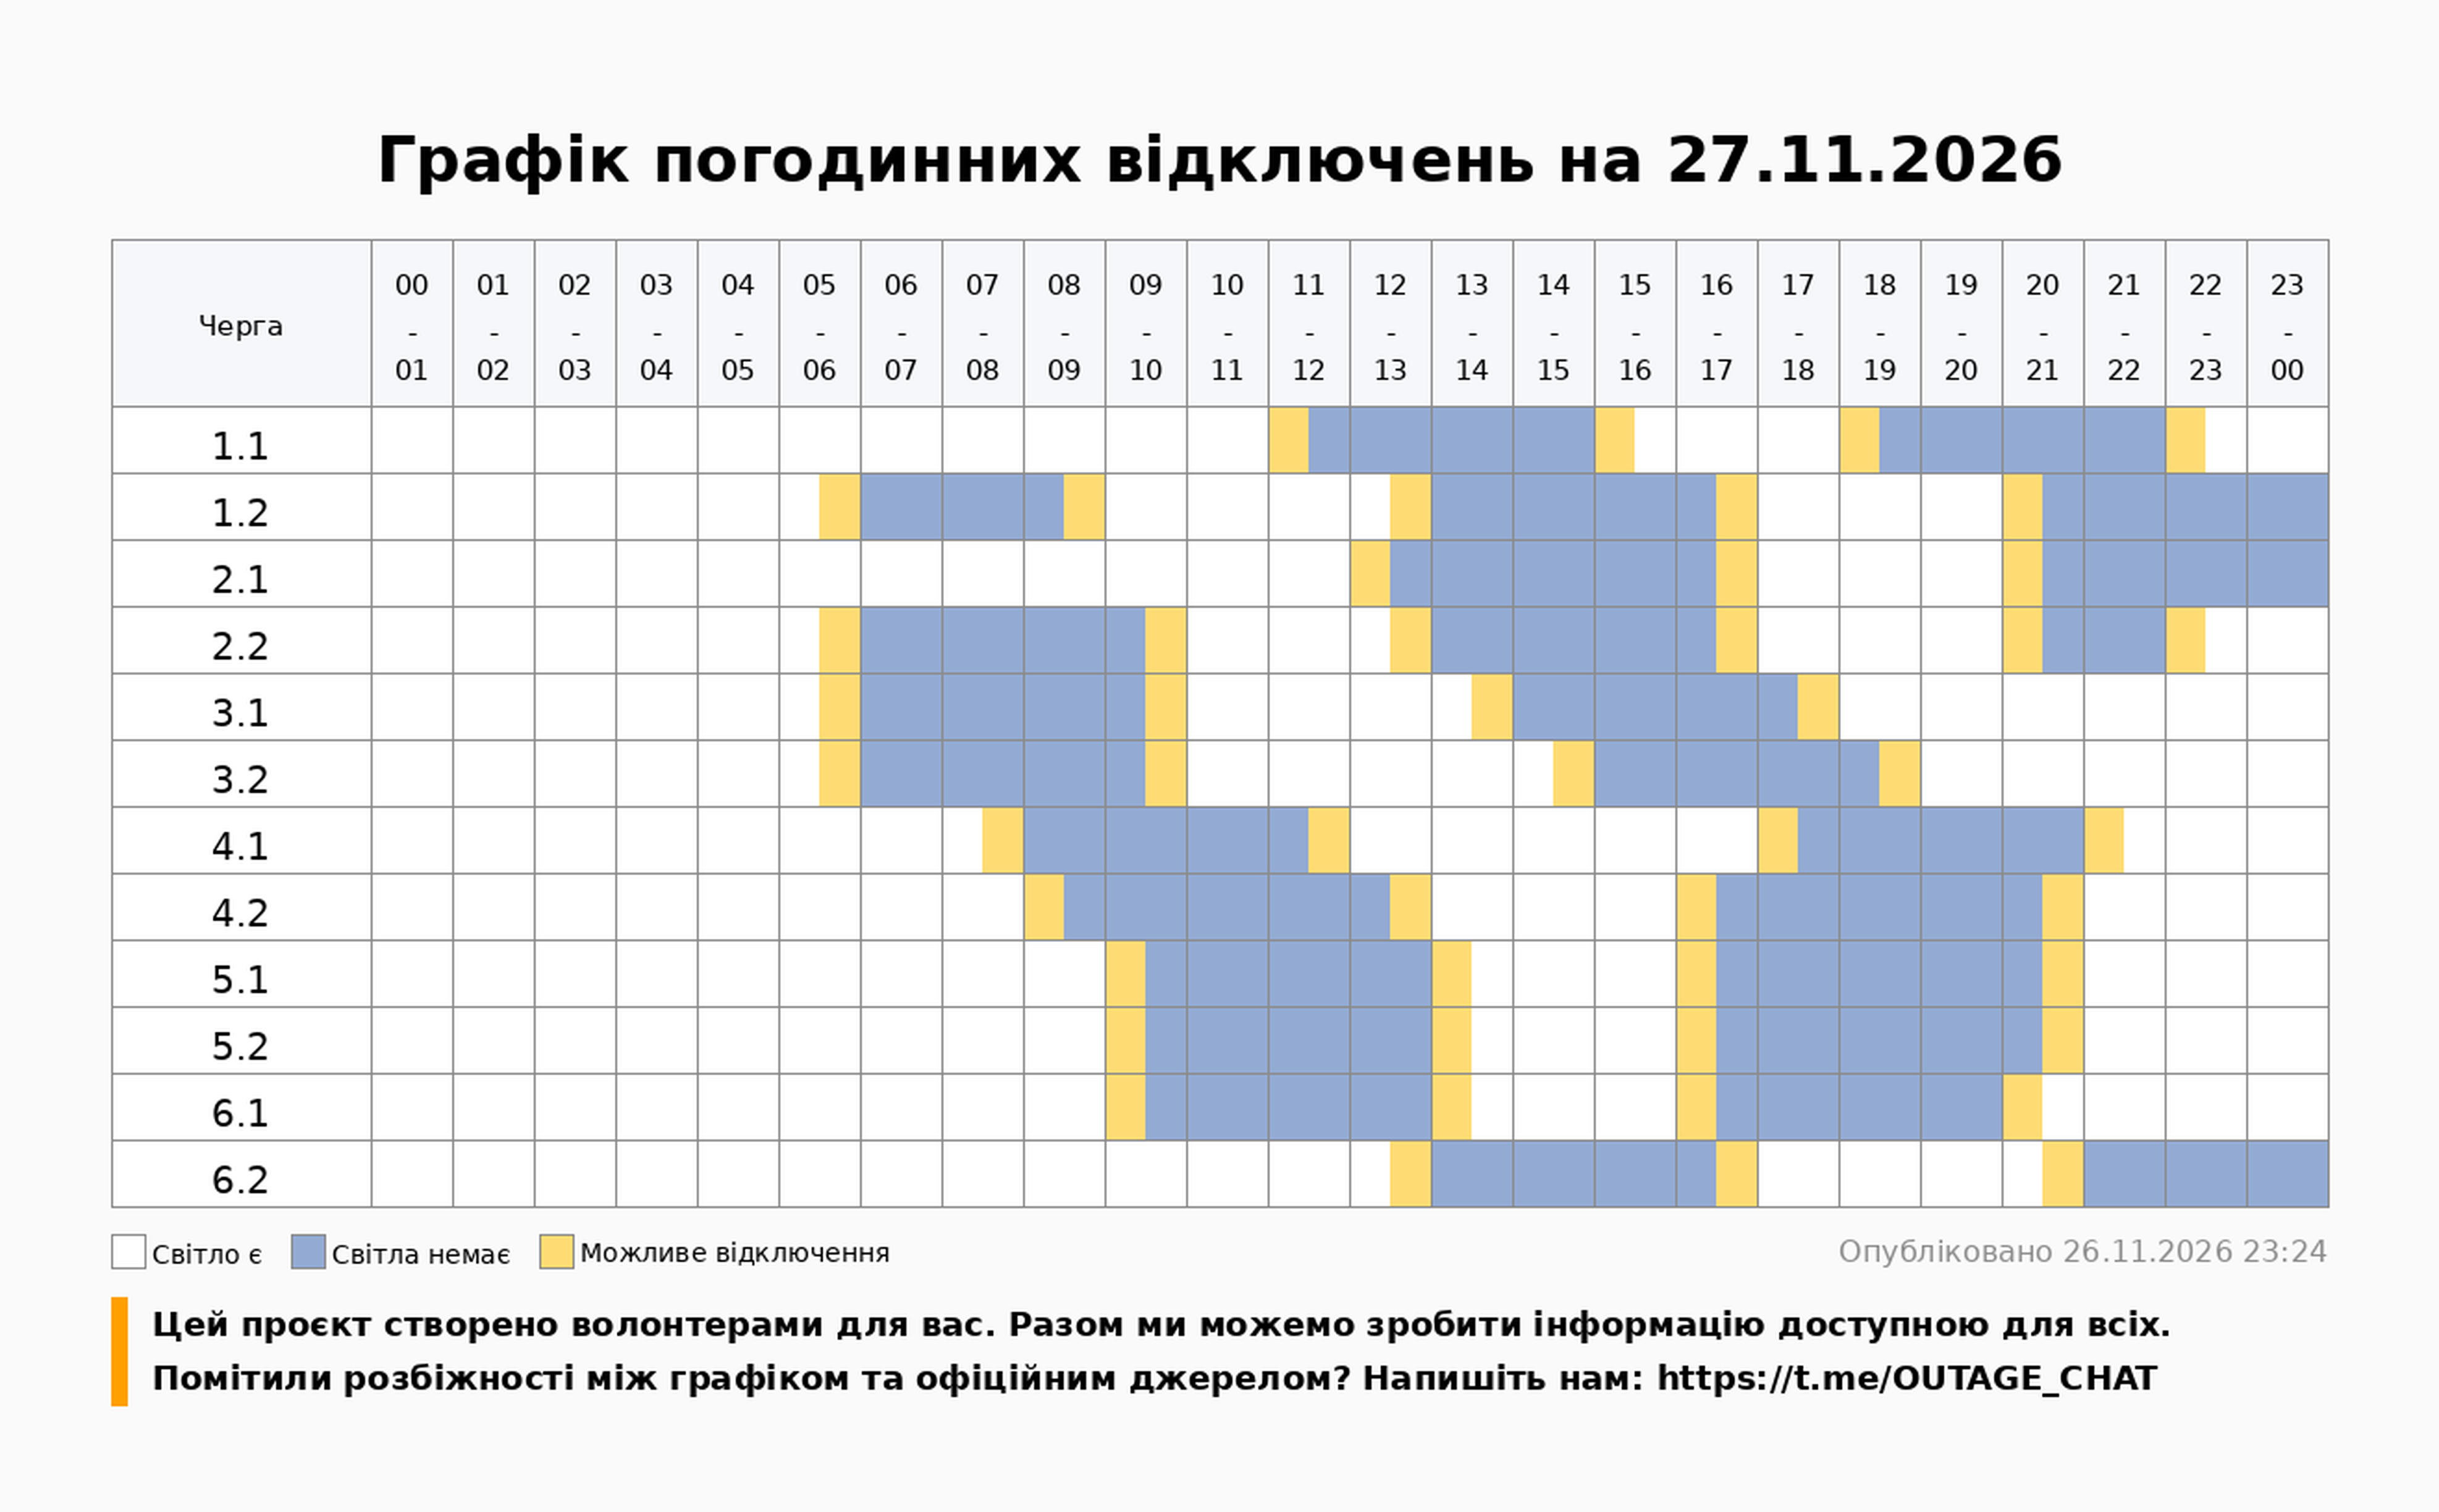 Графік погодинних відключень на 27.11.2026
Черга 00 - 01 01 - 02 02 - 03 03 - 04 04 - 05 05 - 06 06 - 07 07 - 08 08 - 09 09 - 10 10 - 11 11 - 12 12 - 13 13 - 14 14 - 15 15 - 16 16 - 17 17 - 18 18 - 19 19 - 20 20 - 21 21 - 22 22 - 23 23 - 00
1.1
1.2
2.1
2.2
3.1
3.2
4.1
4.2
5.1
5.2
6.1
6.2
Світло є Світла немає Можливе відключення Опубліковано 26.11.2026 23:24
Цей проєкт створено волонтерами для вас. Разом ми можемо зробити інформацію доступною для всіх.
Помітили розбіжності між графіком та офіційним джерелом? Напишіть нам: https://t.me/OUTAGE_CHAT